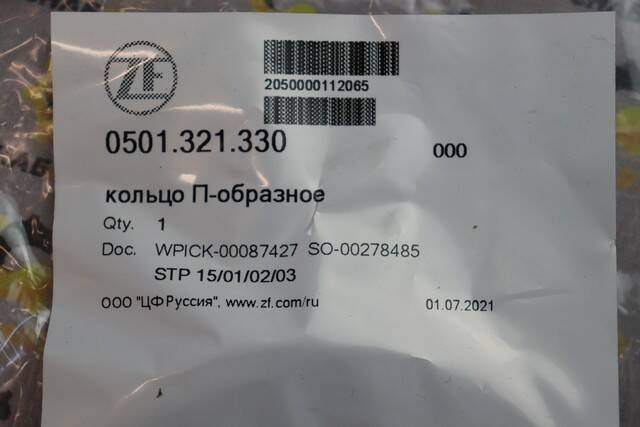 ZF
2050000112065
0501.321.330
000
кольцо П-образное
Qty. 1
Doc. WPICK-00087427 SO-00278485
STP 15/01/02/03
ООО "ЦФ Руссия", www.zf.com/ru 01.07.2021